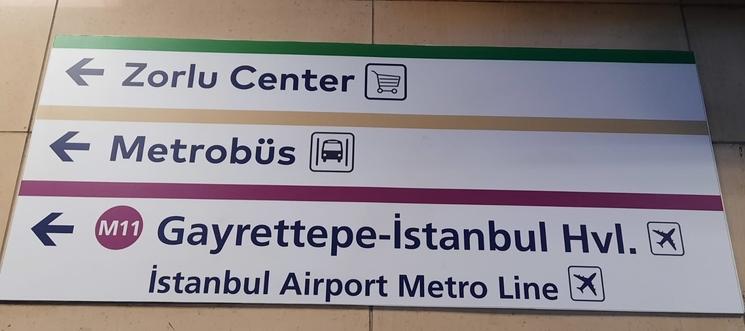 Zorlu Center
Metrobüs
M11 Gayrettepe-İstanbul Hvl.
İstanbul Airport Metro Line